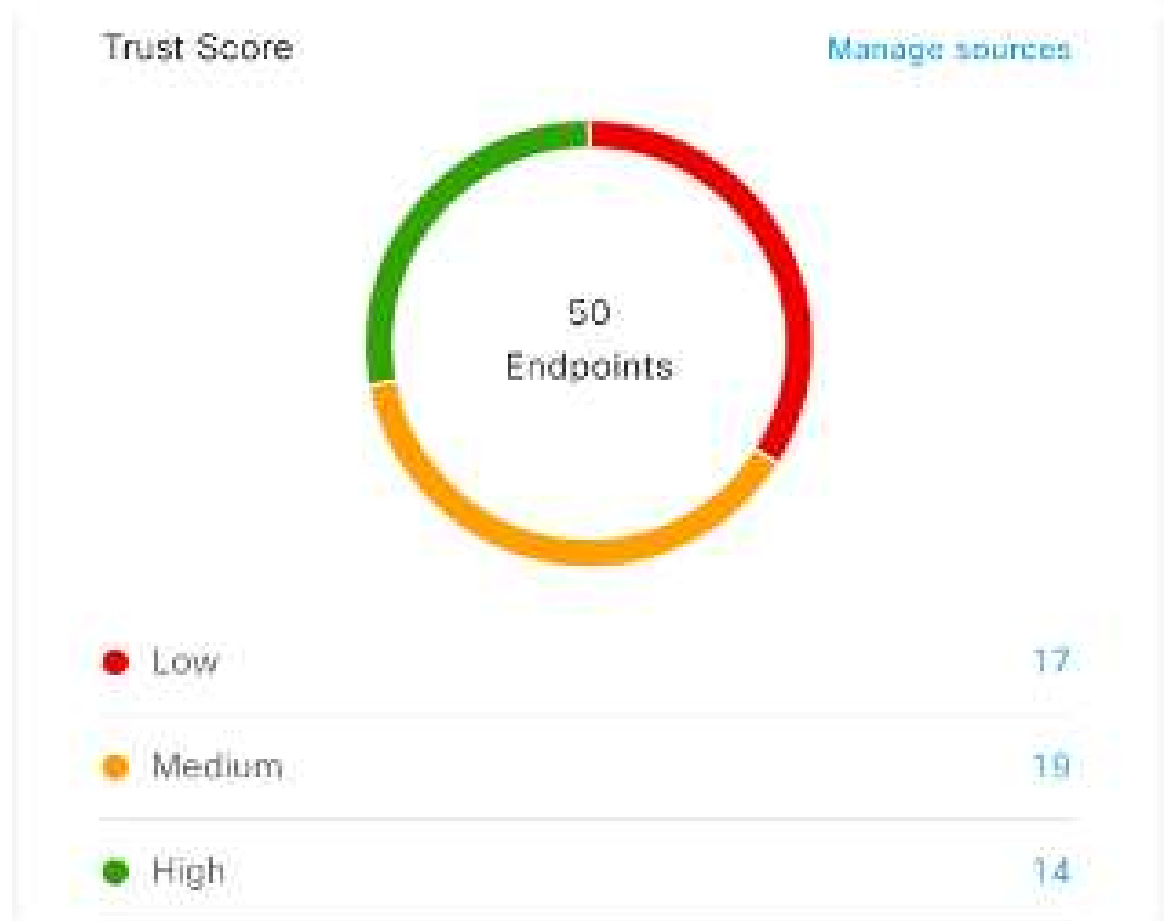 Trust Score
Manage sources
50
Endpoints
Low 17
Medium 19
High 14